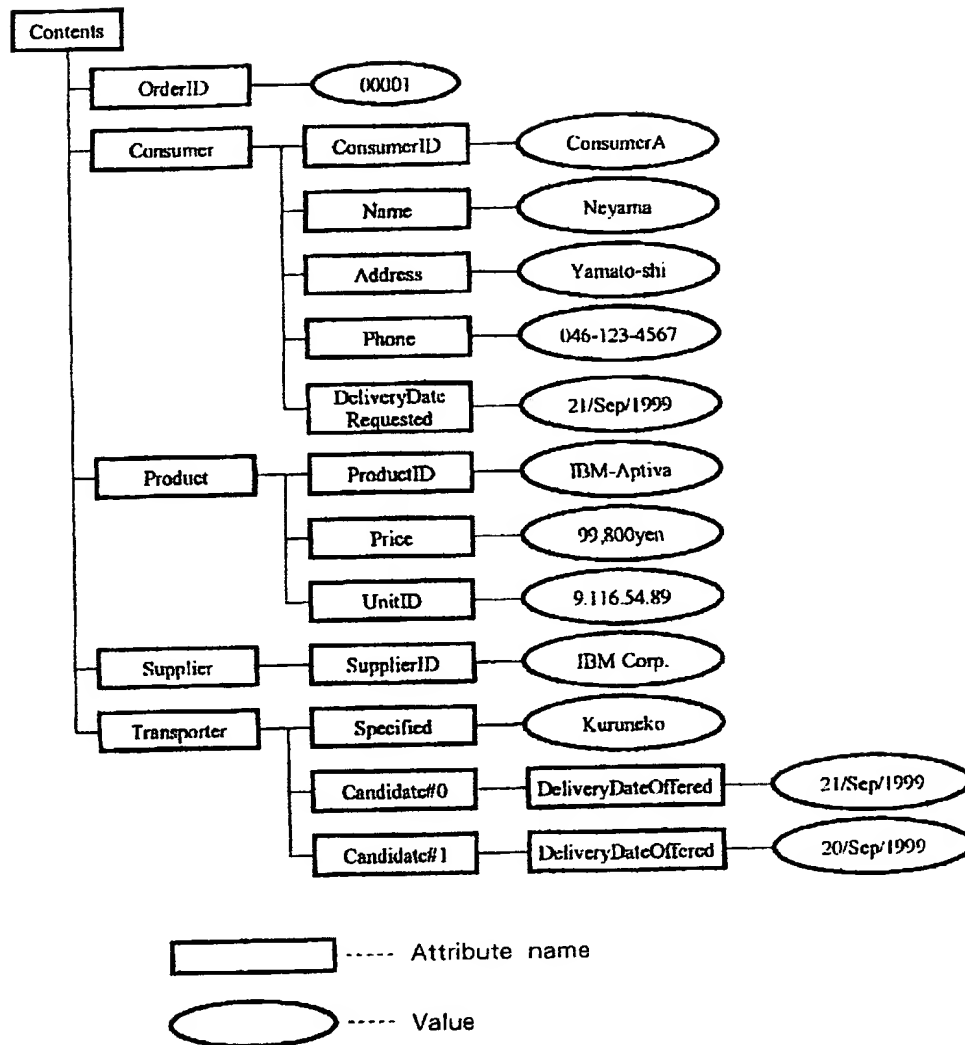 Contents
OrderID 00001
Consumer ConsumerID ConsumerA
Name Neyama
Address Yamato-shi
Phone 046-123-4567
DeliveryDate
Requested 21/Sep/1999
Product ProductID IBM-Aptiva
Price 99,800yen
UnitID 9.116.54.89
Supplier SupplierID IBM Corp.
Transporter Specified Kuruneko
Candidate#0 DeliveryDateOffered 21/Sep/1999
Candidate#1 DeliveryDateOffered 20/Sep/1999
----- Attribute name
----- Value